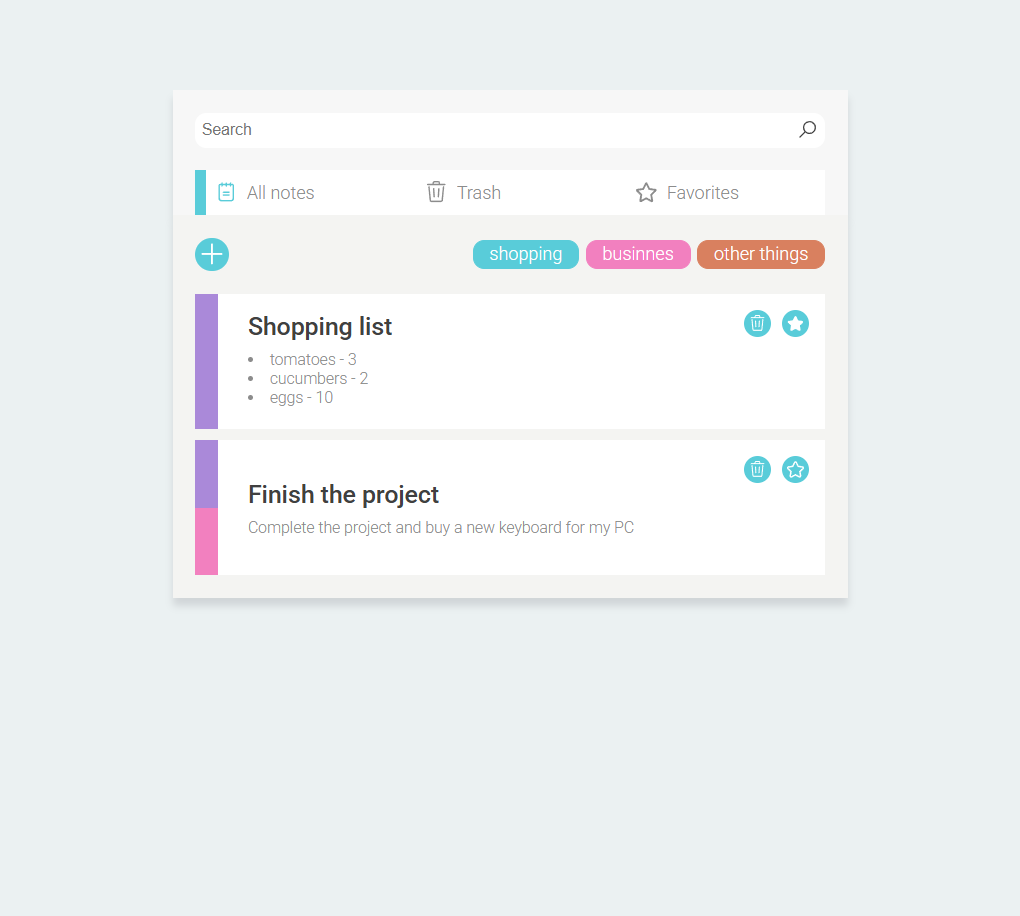 Search
All notes Trash Favorites
shopping businnes other things
Shopping list
• tomatoes - 3
• cucumbers - 2
• eggs - 10
Finish the project
Complete the project and buy a new keyboard for my PC